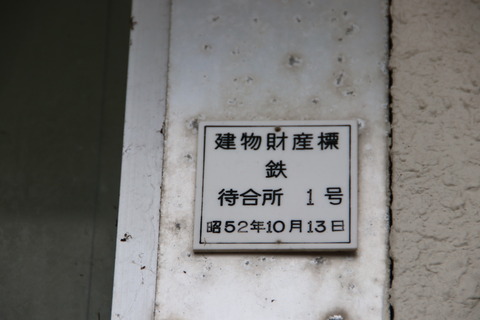 建物財産標
鉄
待合所 1号
昭52年10月13日